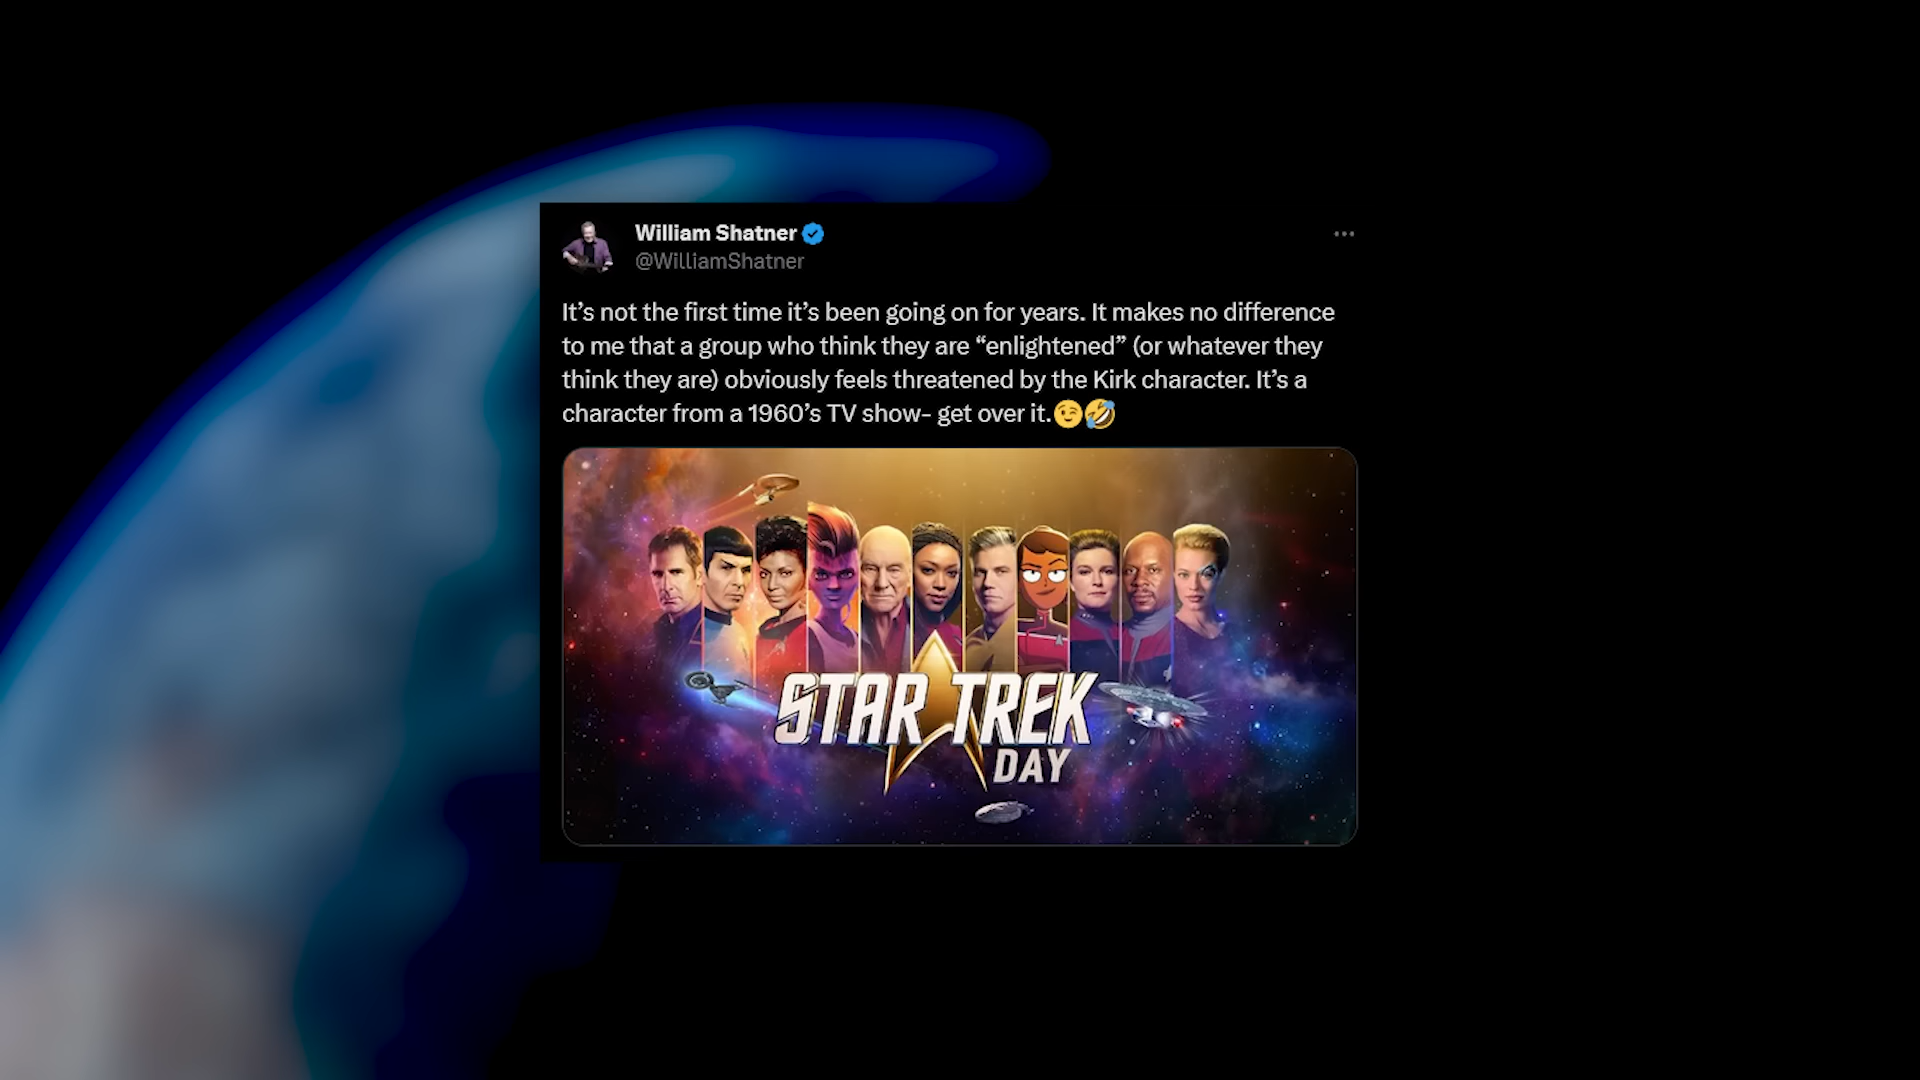 William Shatner
@WilliamShatner
It’s not the first time it’s been going on for years. It makes no difference
to me that a group who think they are “enlightened” (or whatever they
think they are) obviously feels threatened by the Kirk character. It’s a
character from a 1960’s TV show- get over it.😉🤣
STAR TREK
DAY